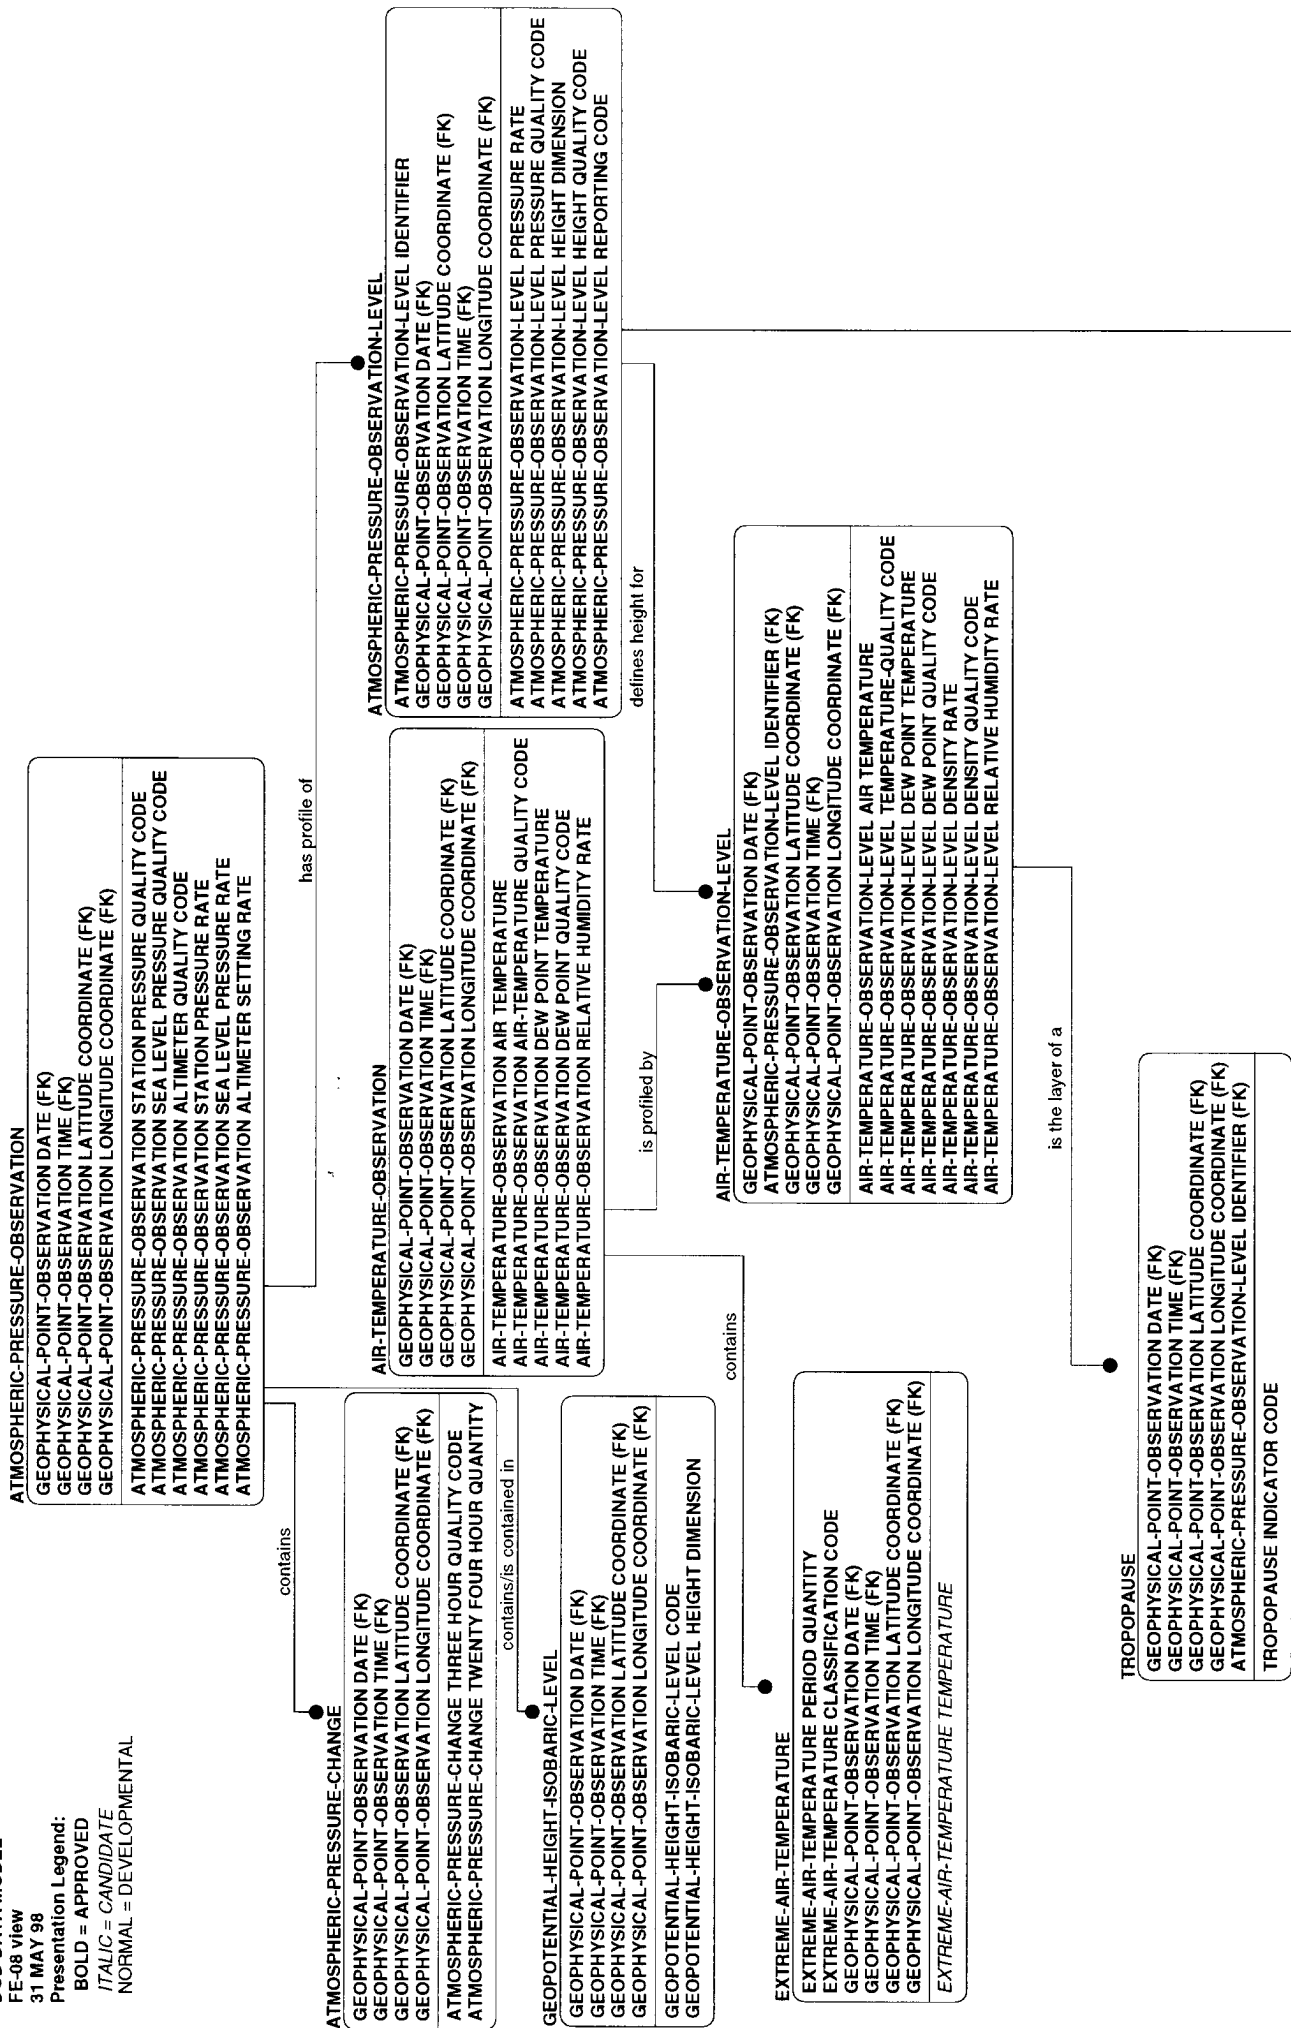 FE-08 view
31 MAY 98
Presentation Legend:
BOLD = APPROVED
ITALIC = CANDIDATE
NORMAL = DEVELOPMENTAL
ATMOSPHERIC-PRESSURE-OBSERVATION
GEOPHYSICAL-POINT-OBSERVATION DATE (FK)
GEOPHYSICAL-POINT-OBSERVATION TIME (FK)
GEOPHYSICAL-POINT-OBSERVATION LATITUDE COORDINATE (FK)
GEOPHYSICAL-POINT-OBSERVATION LONGITUDE COORDINATE (FK)
ATMOSPHERIC-PRESSURE-OBSERVATION STATION PRESSURE QUALITY CODE
ATMOSPHERIC-PRESSURE-OBSERVATION SEA LEVEL PRESSURE QUALITY CODE
ATMOSPHERIC-PRESSURE-OBSERVATION ALTIMETER QUALITY CODE
ATMOSPHERIC-PRESSURE-OBSERVATION STATION PRESSURE RATE
ATMOSPHERIC-PRESSURE-OBSERVATION SEA LEVEL PRESSURE RATE
ATMOSPHERIC-PRESSURE-OBSERVATION ALTIMETER SETTING RATE
contains
has profile of
contains/is contained in
ATMOSPHERIC-PRESSURE-CHANGE
GEOPHYSICAL-POINT-OBSERVATION DATE (FK)
GEOPHYSICAL-POINT-OBSERVATION TIME (FK)
GEOPHYSICAL-POINT-OBSERVATION LATITUDE COORDINATE (FK)
GEOPHYSICAL-POINT-OBSERVATION LONGITUDE COORDINATE (FK)
ATMOSPHERIC-PRESSURE-CHANGE THREE HOUR QUALITY CODE
ATMOSPHERIC-PRESSURE-CHANGE TWENTY FOUR HOUR QUANTITY
AIR-TEMPERATURE-OBSERVATION
GEOPHYSICAL-POINT-OBSERVATION DATE (FK)
GEOPHYSICAL-POINT-OBSERVATION TIME (FK)
GEOPHYSICAL-POINT-OBSERVATION LATITUDE COORDINATE (FK)
GEOPHYSICAL-POINT-OBSERVATION LONGITUDE COORDINATE (FK)
AIR-TEMPERATURE-OBSERVATION AIR TEMPERATURE
AIR-TEMPERATURE-OBSERVATION AIR-TEMPERATURE QUALITY CODE
AIR-TEMPERATURE-OBSERVATION DEW POINT TEMPERATURE
AIR-TEMPERATURE-OBSERVATION DEW POINT QUALITY CODE
AIR-TEMPERATURE-OBSERVATION RELATIVE HUMIDITY RATE
ATMOSPHERIC-PRESSURE-OBSERVATION-LEVEL
ATMOSPHERIC-PRESSURE-OBSERVATION-LEVEL IDENTIFIER
GEOPHYSICAL-POINT-OBSERVATION DATE (FK)
GEOPHYSICAL-POINT-OBSERVATION LATITUDE COORDINATE (FK)
GEOPHYSICAL-POINT-OBSERVATION TIME (FK)
GEOPHYSICAL-POINT-OBSERVATION LONGITUDE COORDINATE (FK)
ATMOSPHERIC-PRESSURE-OBSERVATION-LEVEL PRESSURE RATE
ATMOSPHERIC-PRESSURE-OBSERVATION-LEVEL PRESSURE QUALITY CODE
ATMOSPHERIC-PRESSURE-OBSERVATION-LEVEL HEIGHT DIMENSION
ATMOSPHERIC-PRESSURE-OBSERVATION-LEVEL HEIGHT QUALITY CODE
ATMOSPHERIC-PRESSURE-OBSERVATION-LEVEL REPORTING CODE
GEOPOTENTIAL-HEIGHT-ISOBARIC-LEVEL
GEOPHYSICAL-POINT-OBSERVATION DATE (FK)
GEOPHYSICAL-POINT-OBSERVATION TIME (FK)
GEOPHYSICAL-POINT-OBSERVATION LATITUDE COORDINATE (FK)
GEOPHYSICAL-POINT-OBSERVATION LONGITUDE COORDINATE (FK)
GEOPOTENTIAL-HEIGHT-ISOBARIC-LEVEL CODE
GEOPOTENTIAL-HEIGHT-ISOBARIC-LEVEL HEIGHT DIMENSION
is profiled by
defines height for
contains
AIR-TEMPERATURE-OBSERVATION-LEVEL
GEOPHYSICAL-POINT-OBSERVATION DATE (FK)
ATMOSPHERIC-PRESSURE-OBSERVATION-LEVEL IDENTIFIER (FK)
GEOPHYSICAL-POINT-OBSERVATION LATITUDE COORDINATE (FK)
GEOPHYSICAL-POINT-OBSERVATION TIME (FK)
GEOPHYSICAL-POINT-OBSERVATION LONGITUDE COORDINATE (FK)
AIR-TEMPERATURE-OBSERVATION-LEVEL AIR TEMPERATURE
AIR-TEMPERATURE-OBSERVATION-LEVEL TEMPERATURE-QUALITY CODE
AIR-TEMPERATURE-OBSERVATION-LEVEL DEW POINT TEMPERATURE
AIR-TEMPERATURE-OBSERVATION-LEVEL DEW POINT QUALITY CODE
AIR-TEMPERATURE-OBSERVATION-LEVEL DENSITY RATE
AIR-TEMPERATURE-OBSERVATION-LEVEL DENSITY QUALITY CODE
AIR-TEMPERATURE-OBSERVATION-LEVEL RELATIVE HUMIDITY RATE
EXTREME-AIR-TEMPERATURE
EXTREME-AIR-TEMPERATURE PERIOD QUANTITY
EXTREME-AIR-TEMPERATURE CLASSIFICATION CODE
GEOPHYSICAL-POINT-OBSERVATION DATE (FK)
GEOPHYSICAL-POINT-OBSERVATION TIME (FK)
GEOPHYSICAL-POINT-OBSERVATION LATITUDE COORDINATE (FK)
GEOPHYSICAL-POINT-OBSERVATION LONGITUDE COORDINATE (FK)
EXTREME-AIR-TEMPERATURE TEMPERATURE
is the layer of a
TROPOPAUSE
GEOPHYSICAL-POINT-OBSERVATION DATE (FK)
GEOPHYSICAL-POINT-OBSERVATION TIME (FK)
GEOPHYSICAL-POINT-OBSERVATION LATITUDE COORDINATE (FK)
GEOPHYSICAL-POINT-OBSERVATION LONGITUDE COORDINATE (FK)
ATMOSPHERIC-PRESSURE-OBSERVATION-LEVEL IDENTIFIER (FK)
TROPOPAUSE INDICATOR CODE